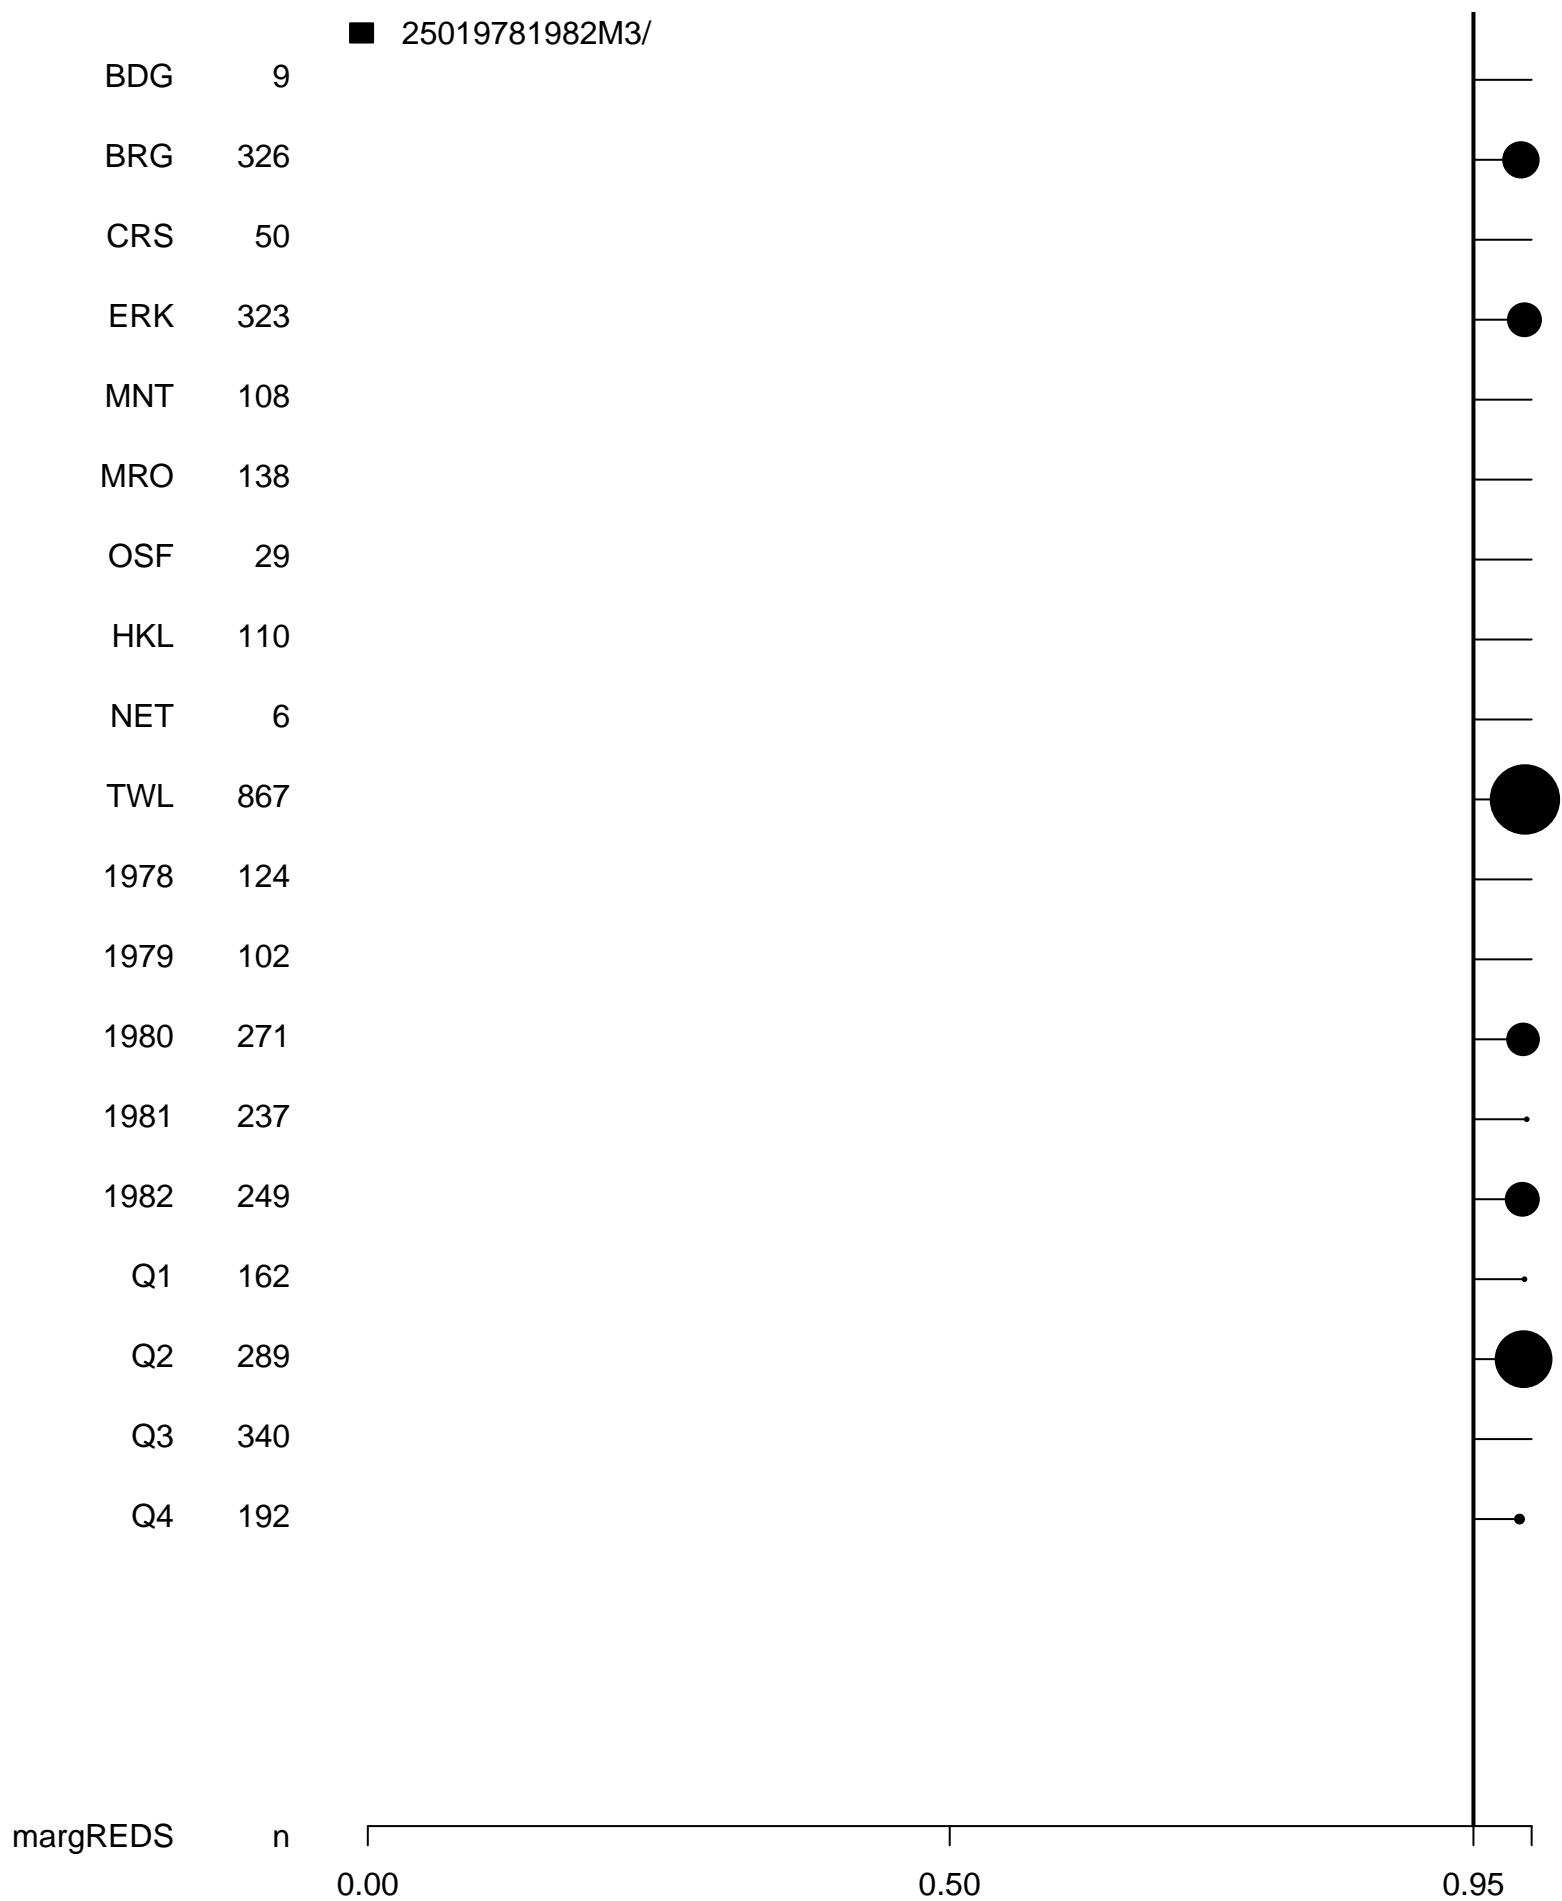 25019781982M3/
BDG 9
BRG 326
CRS 50
ERK 323
MNT 108
MRO 138
OSF 29
HKL 110
NET 6
TWL 867
1978 124
1979 102
1980 271
1981 237
1982 249
Q1 162
Q2 289
Q3 340
Q4 192
margREDS n
0.00 0.50 0.95